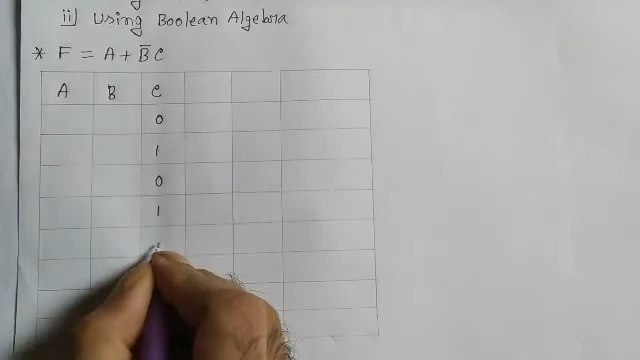 ii) Using Boolean Algebra
* F = A + B̅ C
A B C
0
1
0
1